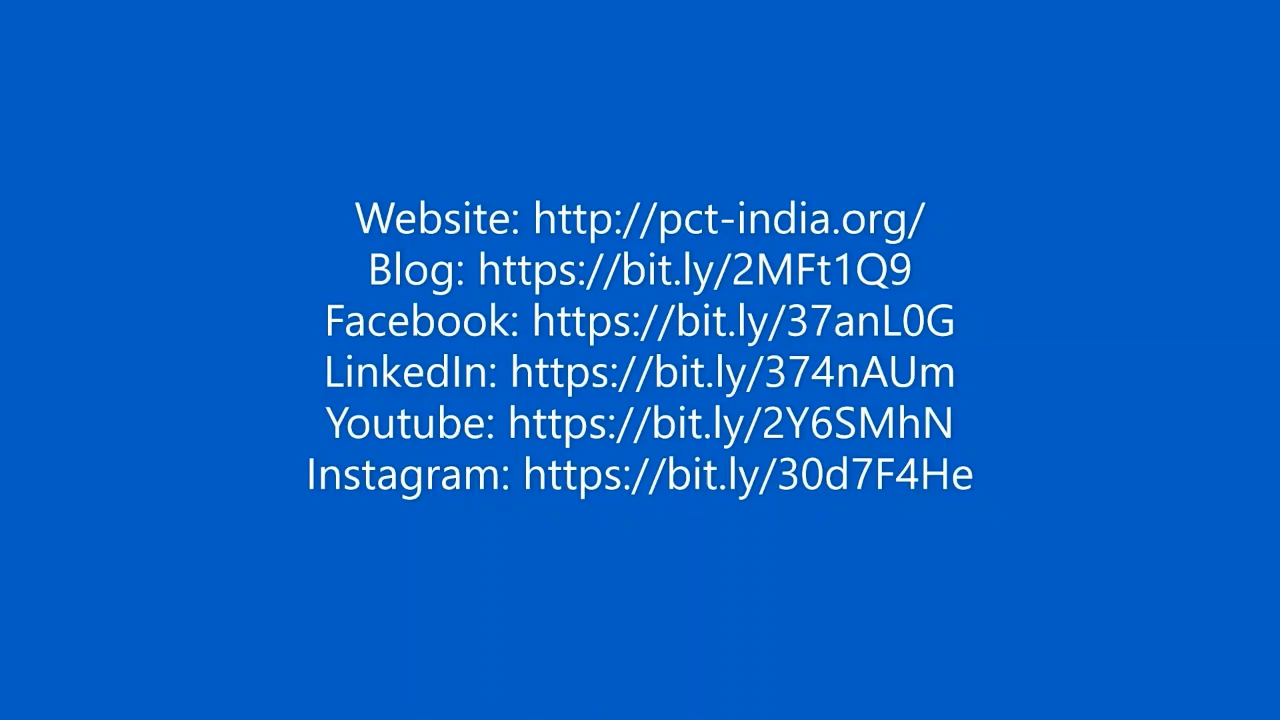 Website: http://pct-india.org/
Blog: https://bit.ly/2MFt1Q9
Facebook: https://bit.ly/37anL0G
LinkedIn: https://bit.ly/374nAUm
Youtube: https://bit.ly/2Y6SMhN
Instagram: https://bit.ly/30d7F4He